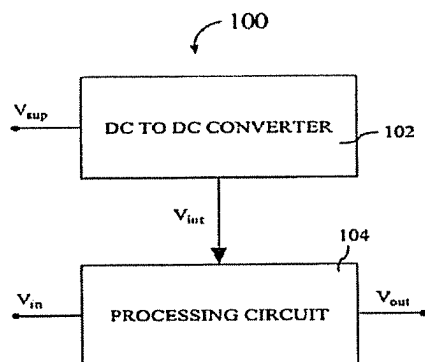 100
V_sup
DC TO DC CONVERTER
102
V_int
104
V_in
PROCESSING CIRCUIT
V_out